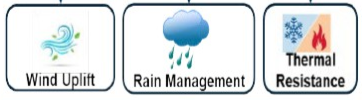 Wind Uplift
Rain Management
Thermal
Resistance